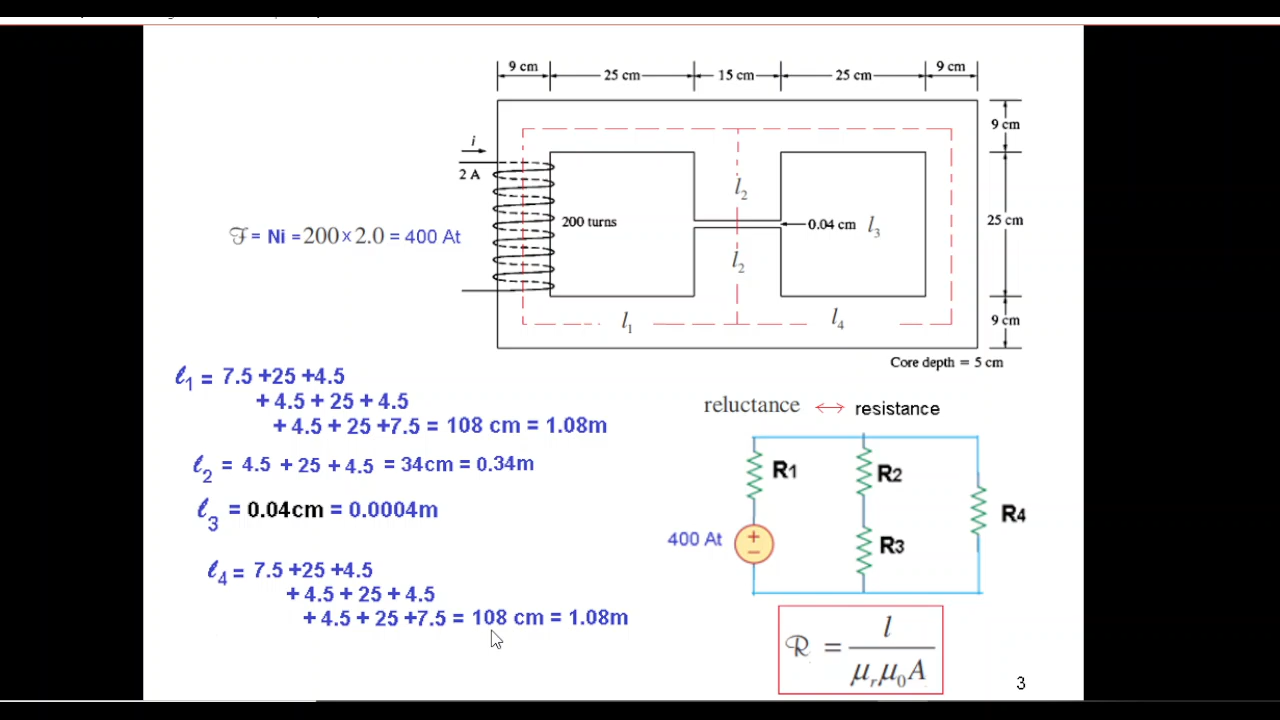 9 cm
25 cm
15 cm
25 cm
9 cm
9 cm
i
2 A
l₂
200 turns
0.04 cm
l₃
25 cm
ℱ = Ni = 200 × 2.0 = 400 At
l₂
l₁
l₄
9 cm
Core depth = 5 cm
ℓ₁ = 7.5 +25 +4.5
+ 4.5 + 25 + 4.5
+ 4.5 + 25 +7.5 = 108 cm = 1.08m
ℓ₂ = 4.5 + 25 + 4.5 = 34cm = 0.34m
ℓ₃ = 0.04cm = 0.0004m
ℓ₄ = 7.5 +25 +4.5
+ 4.5 + 25 + 4.5
+ 4.5 + 25 +7.5 = 108 cm = 1.08m
reluctance ↔ resistance
R1
R2
R4
400 At
+
−
R3
ℛ = l / μᵣμ₀A
3